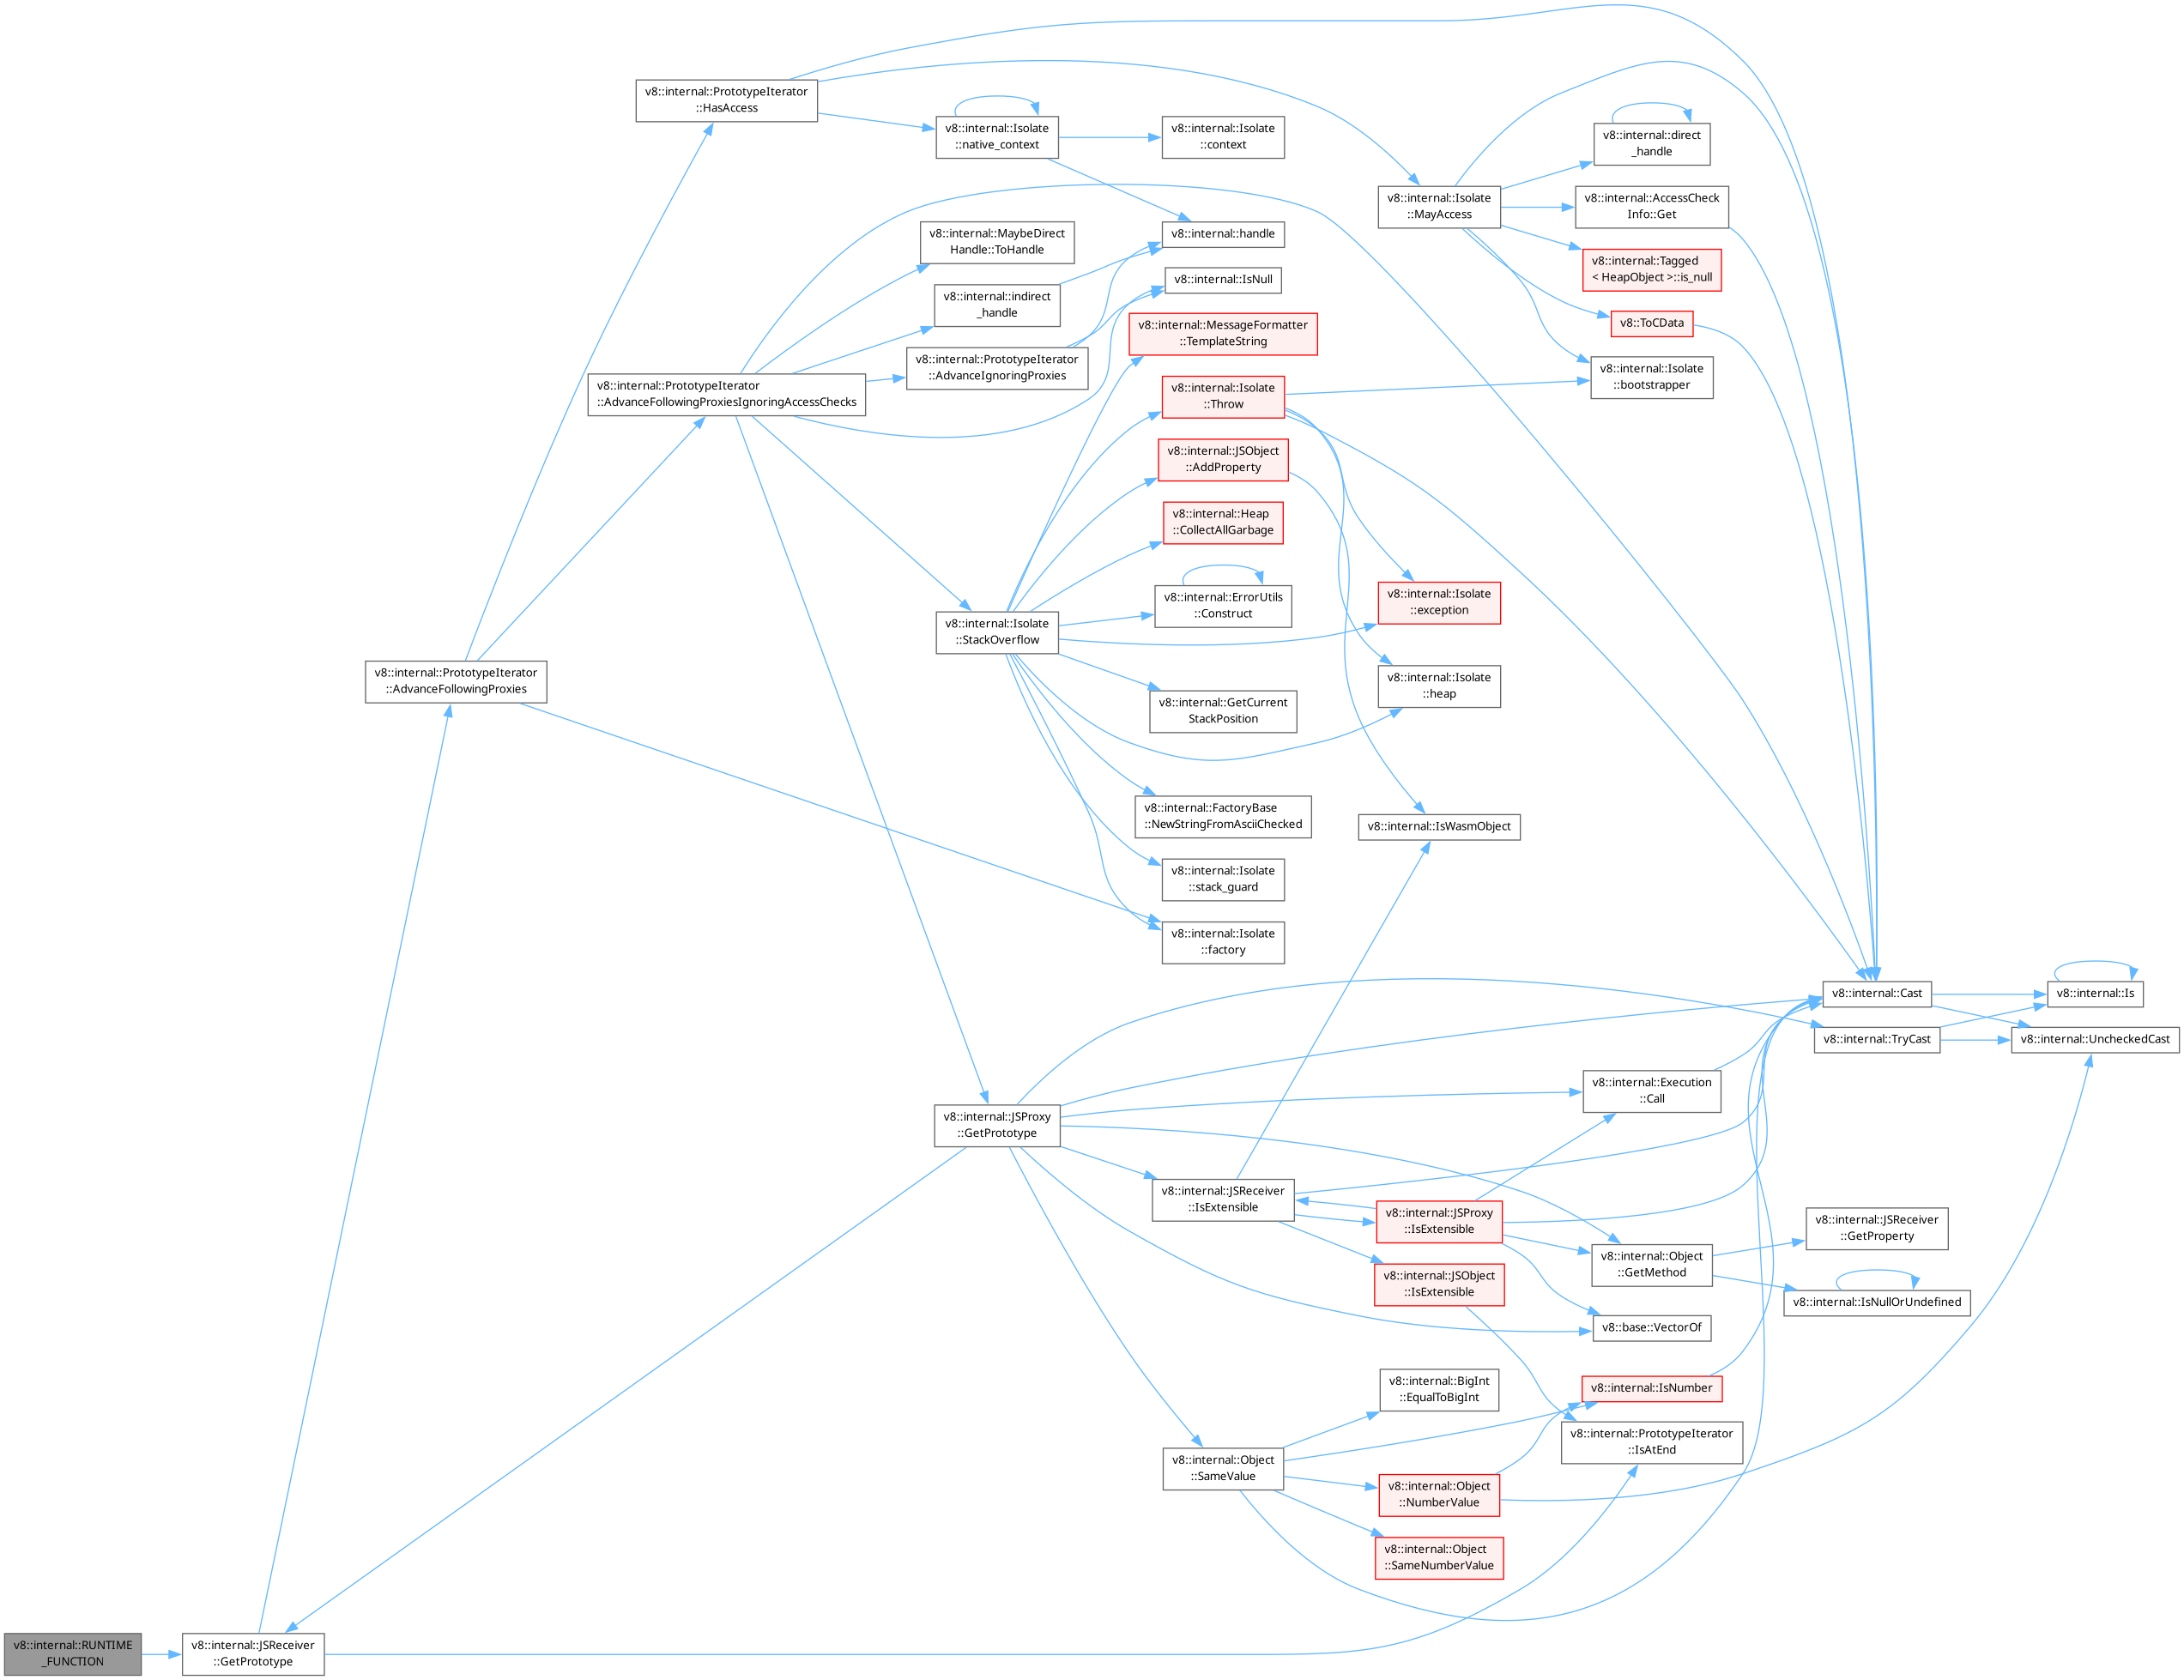 v8::internal::PrototypeIterator
::HasAccess
v8::internal::Isolate
::native_context
v8::internal::Isolate
::context
v8::internal::direct
_handle
v8::internal::Isolate
::MayAccess
v8::internal::AccessCheck
Info::Get
v8::internal::MaybeDirect
Handle::ToHandle
v8::internal::handle
v8::internal::Tagged
< HeapObject >::is_null
v8::internal::IsNull
v8::internal::indirect
_handle
v8::internal::MessageFormatter
::TemplateString
v8::ToCData
v8::internal::PrototypeIterator
::AdvanceIgnoringProxies
v8::internal::Isolate
::bootstrapper
v8::internal::PrototypeIterator
::AdvanceFollowingProxiesIgnoringAccessChecks
v8::internal::Isolate
::Throw
v8::internal::JSObject
::AddProperty
v8::internal::Heap
::CollectAllGarbage
v8::internal::ErrorUtils
::Construct
v8::internal::Isolate
::exception
v8::internal::Isolate
::StackOverflow
v8::internal::PrototypeIterator
::AdvanceFollowingProxies
v8::internal::Isolate
::heap
v8::internal::GetCurrent
StackPosition
v8::internal::FactoryBase
::NewStringFromAsciiChecked
v8::internal::IsWasmObject
v8::internal::Isolate
::stack_guard
v8::internal::Isolate
::factory
v8::internal::Cast
v8::internal::Is
v8::internal::TryCast
v8::internal::UncheckedCast
v8::internal::Execution
::Call
v8::internal::JSProxy
::GetPrototype
v8::internal::JSReceiver
::IsExtensible
v8::internal::JSProxy
::IsExtensible
v8::internal::JSReceiver
::GetProperty
v8::internal::Object
::GetMethod
v8::internal::JSObject
::IsExtensible
v8::internal::IsNullOrUndefined
v8::base::VectorOf
v8::internal::BigInt
::EqualToBigInt
v8::internal::IsNumber
v8::internal::PrototypeIterator
::IsAtEnd
v8::internal::Object
::SameValue
v8::internal::Object
::NumberValue
v8::internal::Object
::SameNumberValue
v8::internal::RUNTIME
_FUNCTION
v8::internal::JSReceiver
::GetPrototype